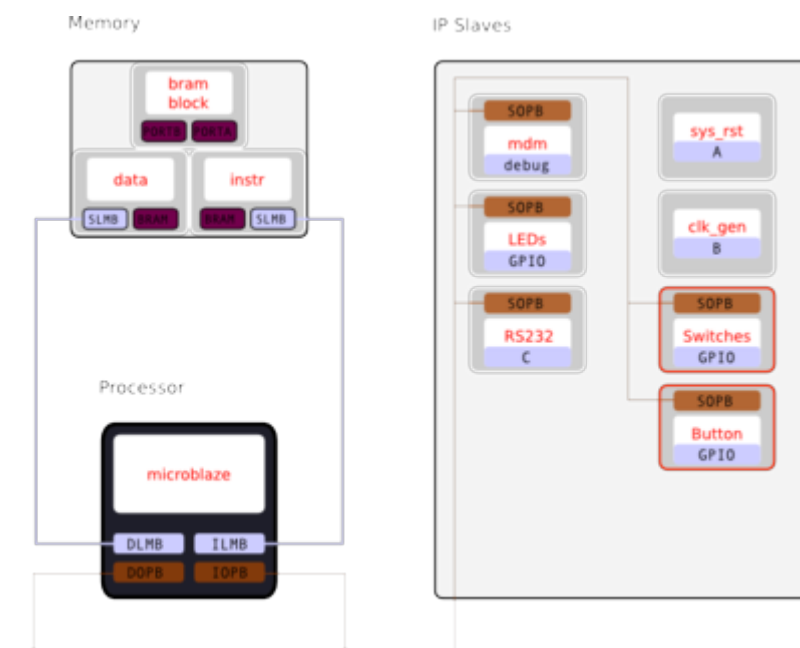 Memory
bram
block
PORTB PORTA
data
instr
SLMB BRAM
BRAM SLMB
Processor
microblaze
DLMB ILMB
DOPB IOPB
IP Slaves
SOPB
mdm
debug
SOPB
LEDs
GPIO
SOPB
RS232
C
sys_rst
A
clk_gen
B
SOPB
Switches
GPIO
SOPB
Button
GPIO